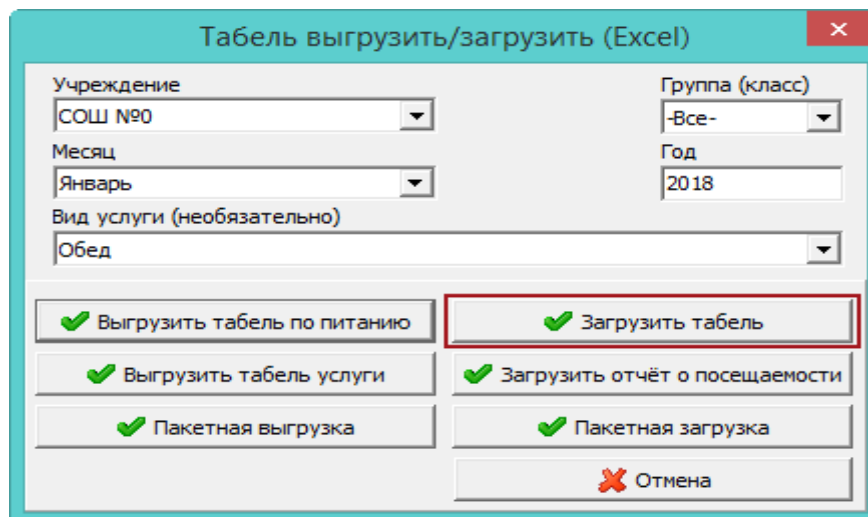 Табель выгрузить/загрузить (Excel)
Учреждение Группа (класс)
СОШ №0 -Все-
Месяц Год
Январь 2018
Вид услуги (необязательно)
Обед
Выгрузить табель по питанию Загрузить табель
Выгрузить табель услуги Загрузить отчёт о посещаемости
Пакетная выгрузка Пакетная загрузка
Отмена